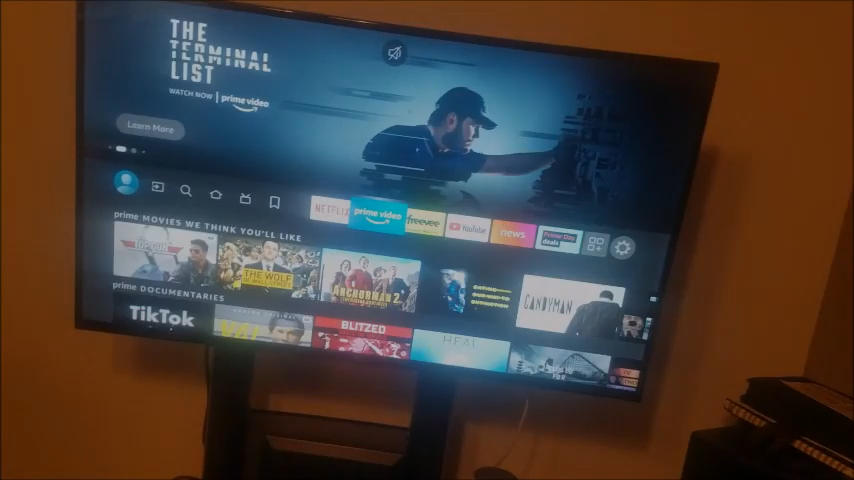 THE
TERMINAL
LIST
WATCH NOW | prime video
Learn More
NETFLIX
prime video
freevee
YouTube
news
Prime Day
deals
prime MOVIES WE THINK YOU'LL LIKE
TOP GUN
THE WOLF
OF WALL STREET
ANCHORMAN 2
CANDYMAN
prime DOCUMENTARIES
TikTok
VAL
BLITZED
HEAL